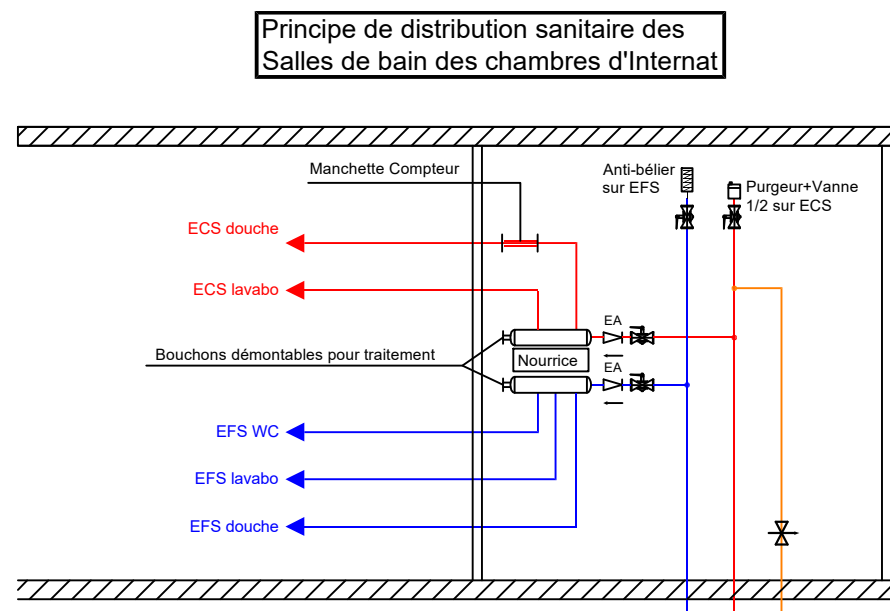 Principe de distribution sanitaire des
Salles de bain des chambres d'Internat
Manchette Compteur
Anti-bélier
sur EFS
Purgeur+Vanne
1/2 sur ECS
ECS douche
ECS lavabo
EA
Bouchons démontables pour traitement
Nourrice
EA
EFS WC
EFS lavabo
EFS douche